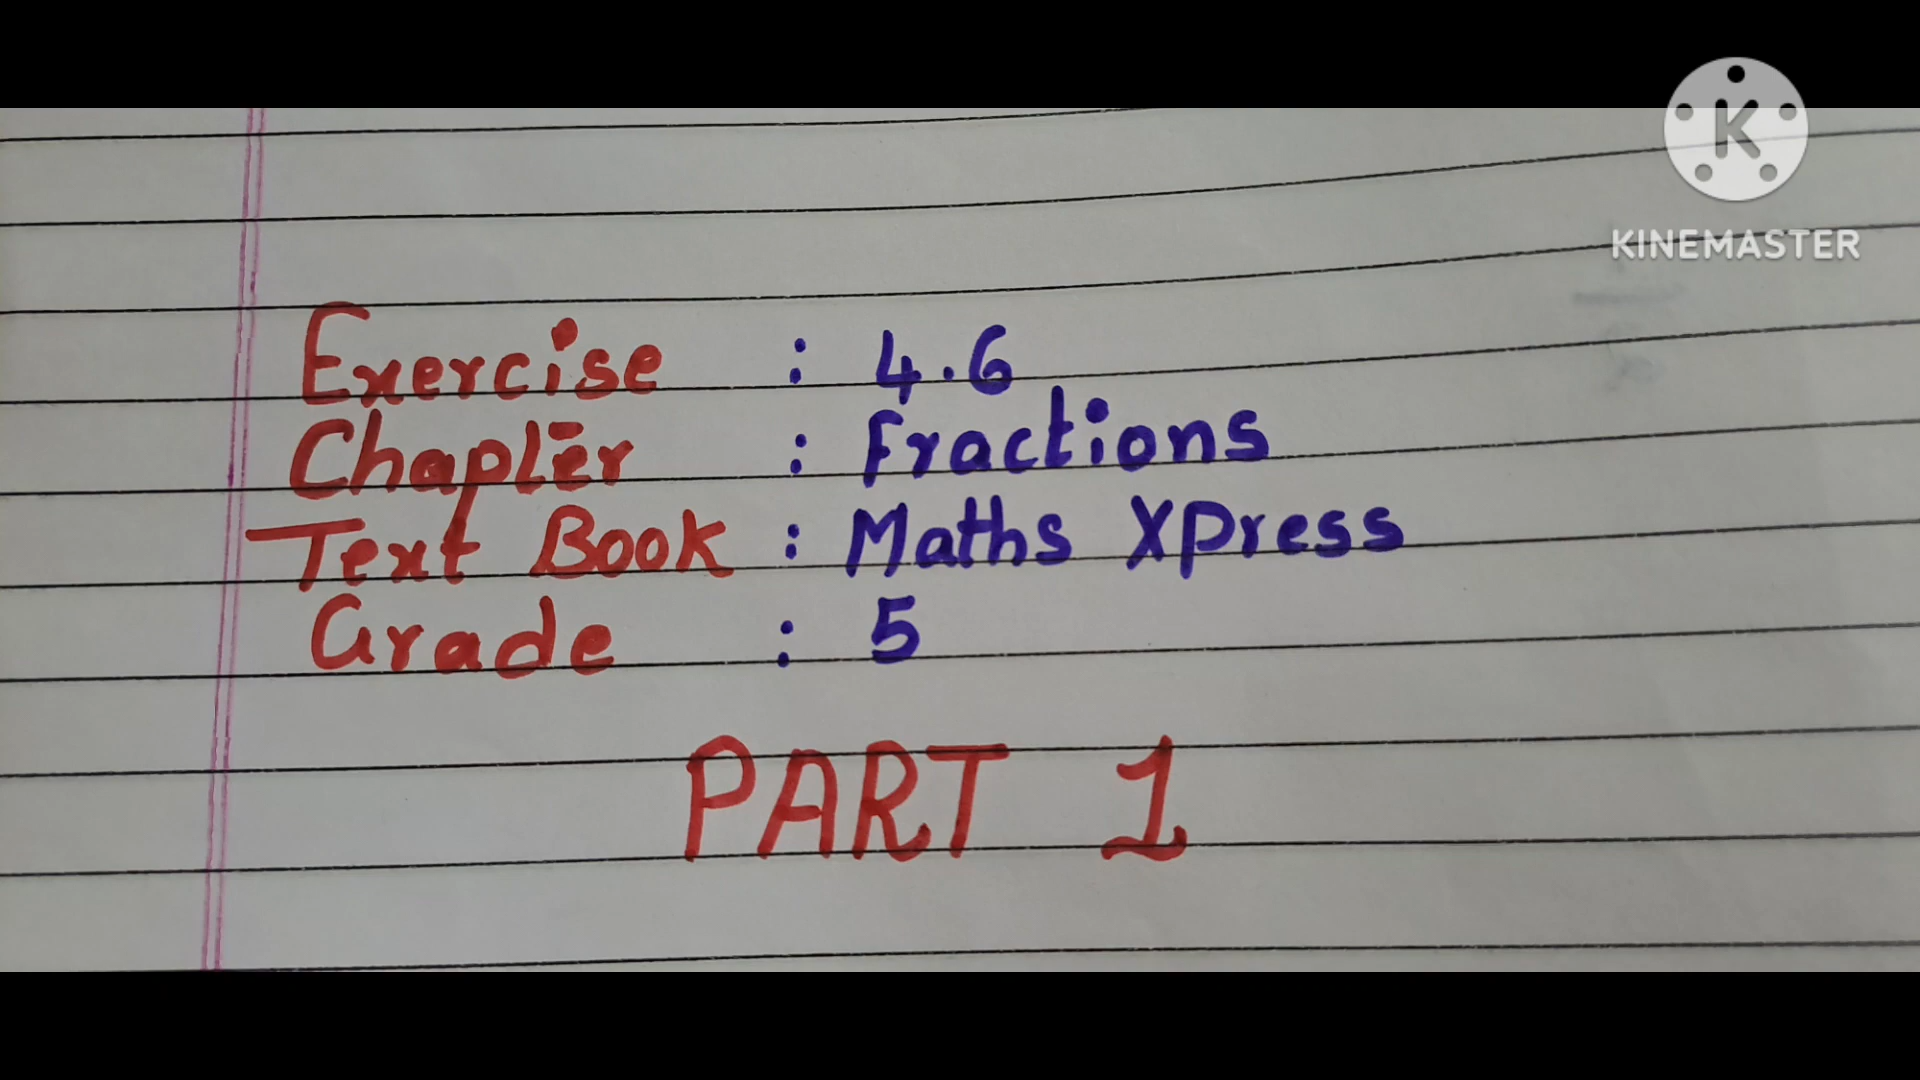 K
KINEMASTER
Exercise : 4.6
Chapter : Fractions
Text Book : Maths Xpress
Grade : 5
PART 1